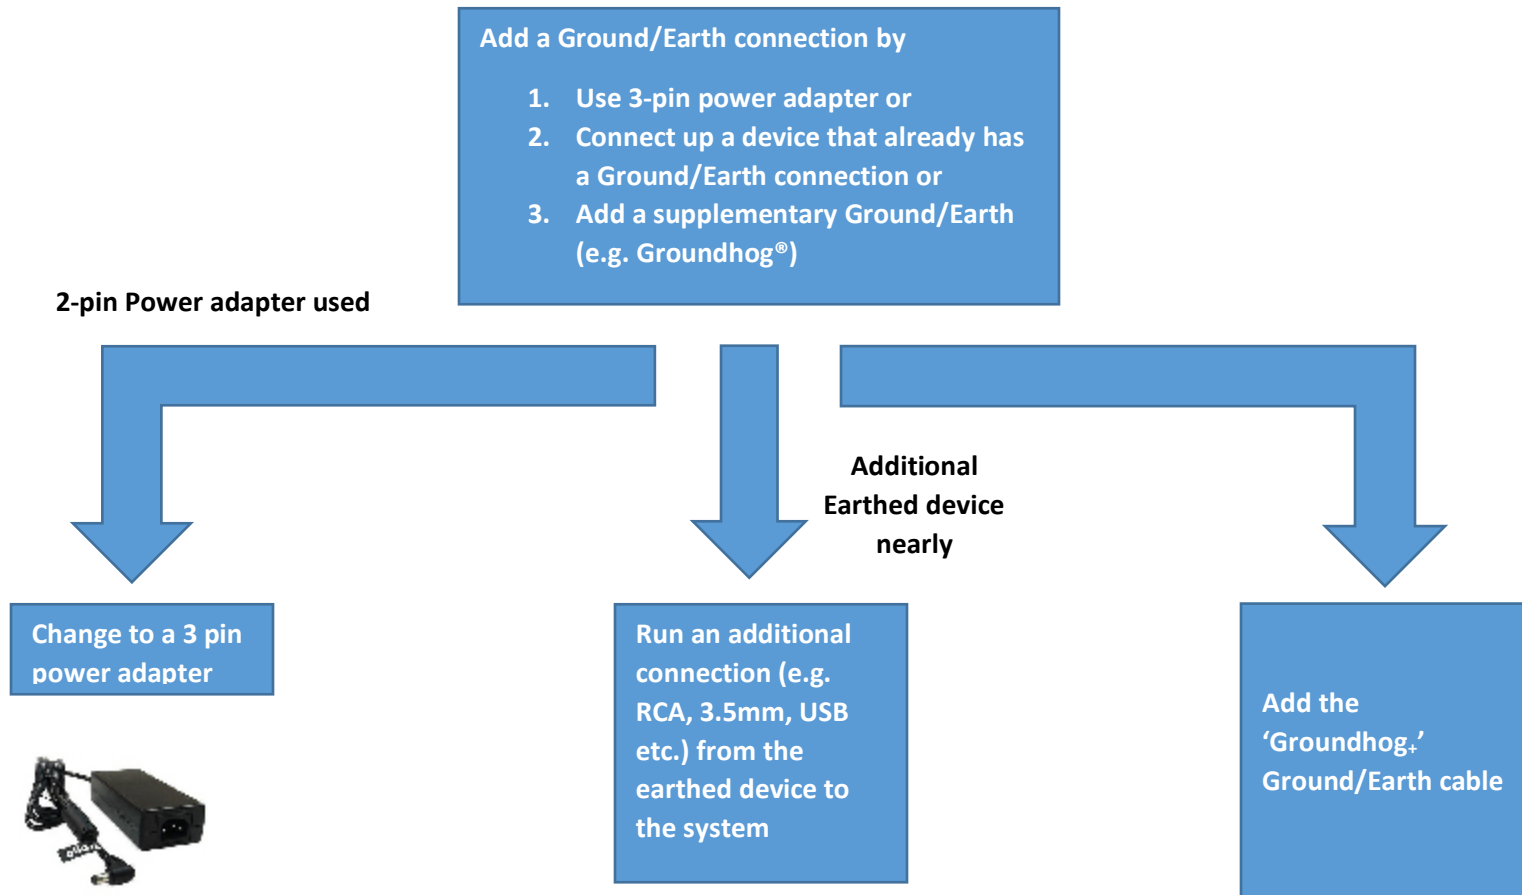 Add a Ground/Earth connection by
1. Use 3-pin power adapter or
2. Connect up a device that already has
a Ground/Earth connection or
3. Add a supplementary Ground/Earth
(e.g. Groundhog®)
2-pin Power adapter used
Additional
Earthed device
nearly
Change to a 3 pin
power adapter
Run an additional
connection (e.g.
RCA, 3.5mm, USB
etc.) from the
earthed device to
the system
Add the
‘Groundhog₊’
Ground/Earth cable